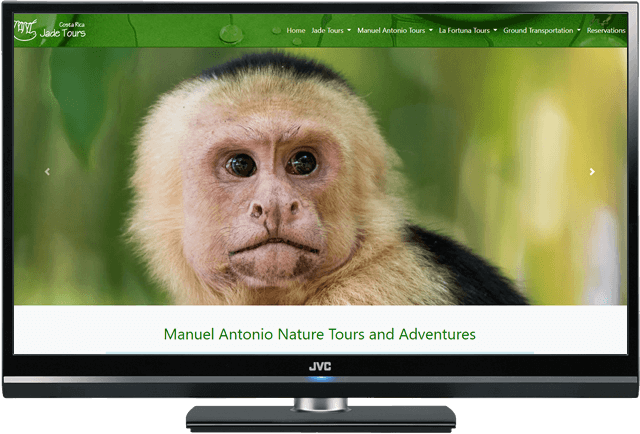 Costa Rica
Jade Tours
Home Jade Tours Manuel Antonio Tours La Fortuna Tours Ground Transportation Reservations
Manuel Antonio Nature Tours and Adventures
JVC